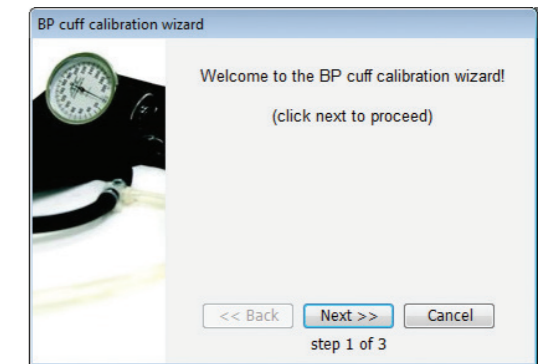 BP cuff calibration wizard
Welcome to the BP cuff calibration wizard!
(click next to proceed)
<< Back Next >> Cancel
step 1 of 3